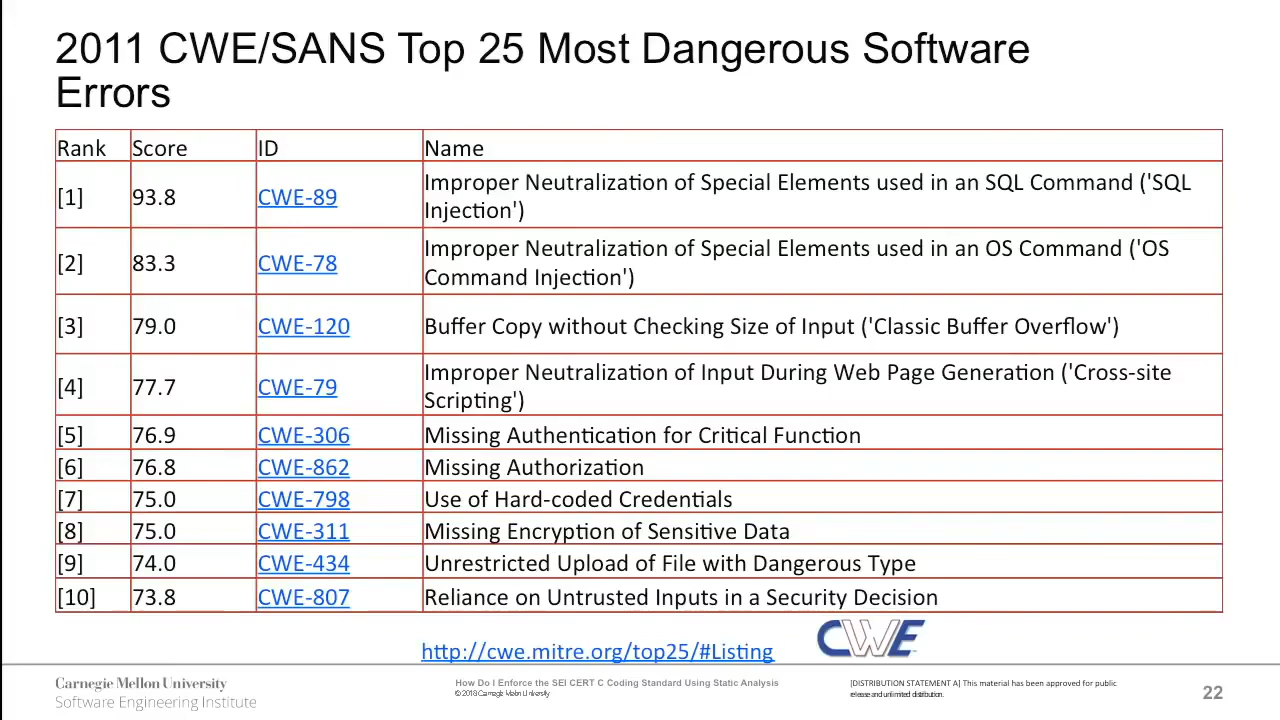 2011 CWE/SANS Top 25 Most Dangerous Software
Errors
Rank Score ID Name
[1] 93.8 CWE-89 Improper Neutralization of Special Elements used in an SQL Command ('SQL
Injection')
[2] 83.3 CWE-78 Improper Neutralization of Special Elements used in an OS Command ('OS
Command Injection')
[3] 79.0 CWE-120 Buffer Copy without Checking Size of Input ('Classic Buffer Overflow')
[4] 77.7 CWE-79 Improper Neutralization of Input During Web Page Generation ('Cross-site
Scripting')
[5] 76.9 CWE-306 Missing Authentication for Critical Function
[6] 76.8 CWE-862 Missing Authorization
[7] 75.0 CWE-798 Use of Hard-coded Credentials
[8] 75.0 CWE-311 Missing Encryption of Sensitive Data
[9] 74.0 CWE-434 Unrestricted Upload of File with Dangerous Type
[10] 73.8 CWE-807 Reliance on Untrusted Inputs in a Security Decision
http://cwe.mitre.org/top25/#Listing
CWE
Carnegie Mellon University
Software Engineering Institute
How Do I Enforce the SEI CERT C Coding Standard Using Static Analysis
© 2018 Carnegie Mellon University
[DISTRIBUTION STATEMENT A] This material has been approved for public
release and unlimited distribution.
22